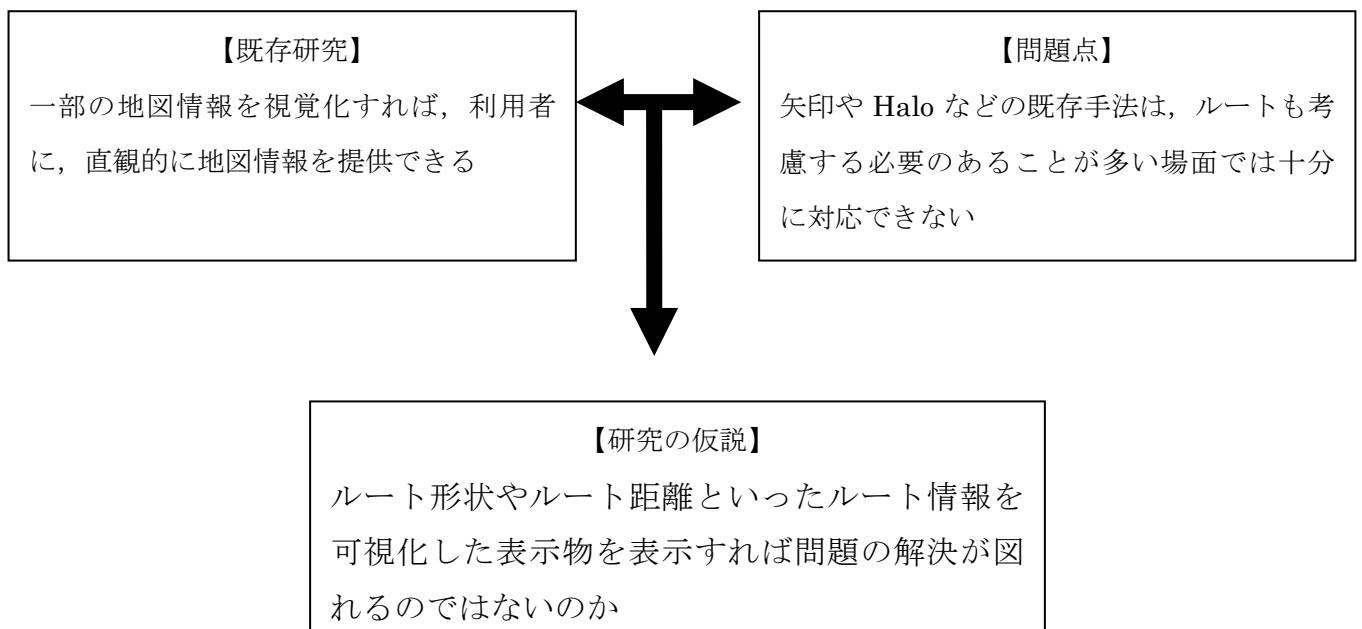 【既存研究】
一部の地図情報を視覚化すれば，利用者
に，直観的に地図情報を提供できる
【問題点】
矢印や Halo などの既存手法は，ルートも考
慮する必要のあることが多い場面では十分
に対応できない
【研究の仮説】
ルート形状やルート距離といったルート情報を
可視化した表示物を表示すれば問題の解決が図
れるのではないのか